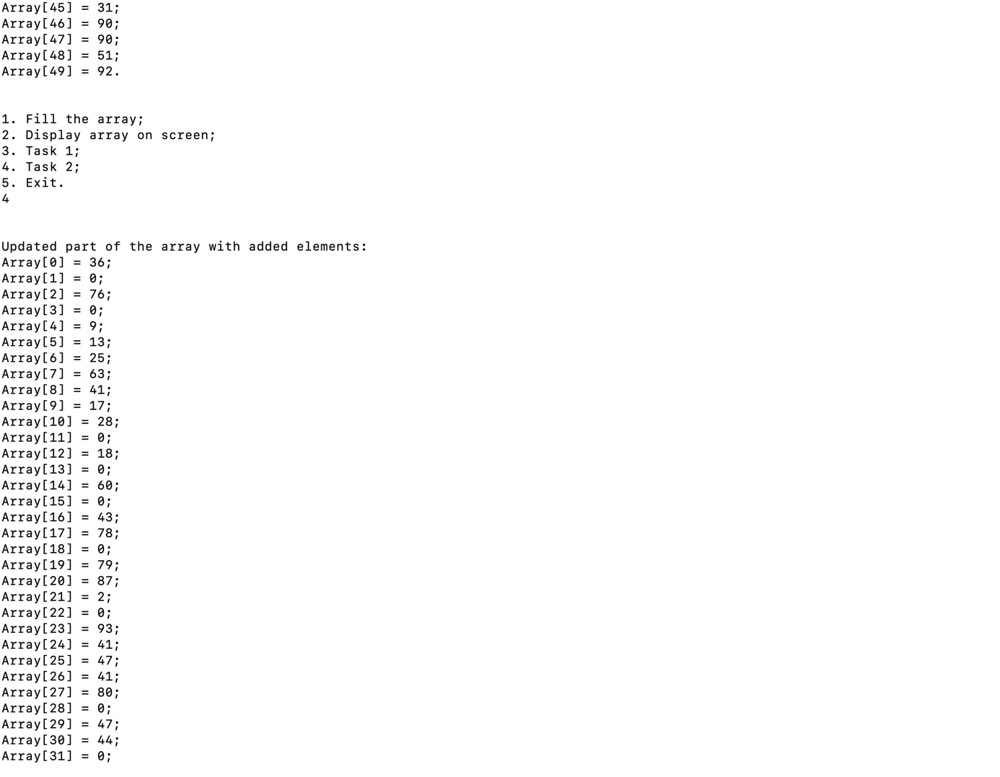 Array[45] = 31;
Array[46] = 90;
Array[47] = 90;
Array[48] = 51;
Array[49] = 92.
1. Fill the array;
2. Display array on screen;
3. Task 1;
4. Task 2;
5. Exit.
4
Updated part of the array with added elements:
Array[0] = 36;
Array[1] = 0;
Array[2] = 76;
Array[3] = 0;
Array[4] = 9;
Array[5] = 13;
Array[6] = 25;
Array[7] = 63;
Array[8] = 41;
Array[9] = 17;
Array[10] = 28;
Array[11] = 0;
Array[12] = 18;
Array[13] = 0;
Array[14] = 60;
Array[15] = 0;
Array[16] = 43;
Array[17] = 78;
Array[18] = 0;
Array[19] = 79;
Array[20] = 87;
Array[21] = 2;
Array[22] = 0;
Array[23] = 93;
Array[24] = 41;
Array[25] = 47;
Array[26] = 41;
Array[27] = 80;
Array[28] = 0;
Array[29] = 47;
Array[30] = 44;
Array[31] = 0;